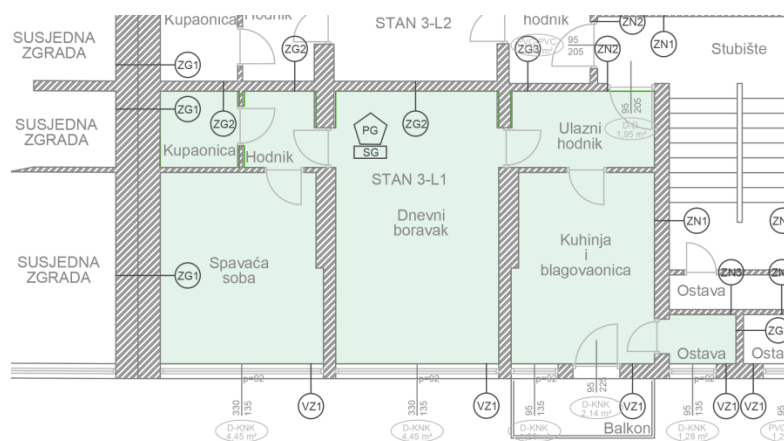 Kupaonica
Hodnik
STAN 3-L2
hodnik
ZN2
ZN1
SUSJEDNA
ZGRADA
ZG1
ZG2
ZG3
ZN2
95
205
Stubište
SUSJEDNA
ZGRADA
ZG1
ZG2
ZG2
PG
SG
Ulazni
hodnik
95
205
D-D
1,95 m²
Kupaonica
Hodnik
STAN 3-L1
Dnevni
boravak
Kuhinja
i
blagovaonica
ZN1
SUSJEDNA
ZGRADA
ZG1
Spavaća
soba
ZN3
Ostava
Ostava
VZ1
VZ1
VZ1
VZ1
VZ1
330
135
D-KNK
4,45 m²
330
135
D-KNK
4,45 m²
95
135
95
225
D-KNK
2,14 m²
Balkon
95
135
D-KNK
1,28 m²